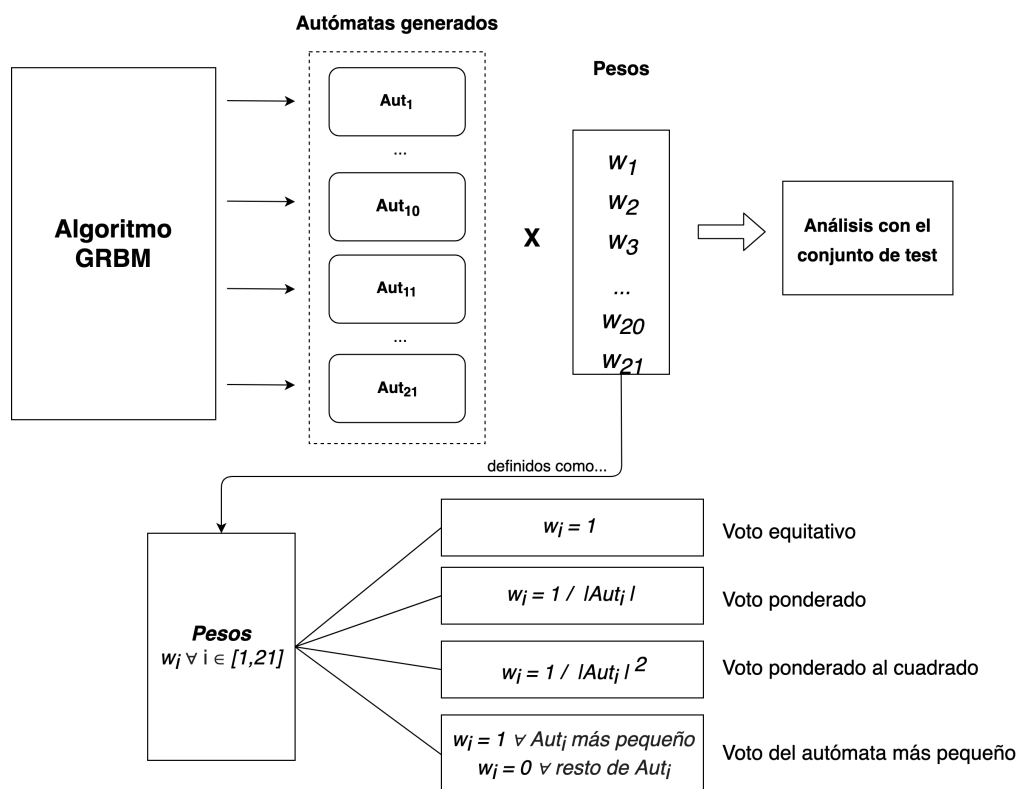 Autómatas generados
Algoritmo
GRBM
Aut1
...
Aut10
Aut11
...
Aut21
X
Pesos
w1
w2
w3
...
w20
w21
Análisis con el
conjunto de test
definidos como...
Pesos
wi ∀ i ∈ [1,21]
wi = 1
Voto equitativo
wi = 1 / |Auti |
Voto ponderado
wi = 1 / |Auti | 2
Voto ponderado al cuadrado
wi = 1 ∀ Auti más pequeño
wi = 0 ∀ resto de Auti
Voto del autómata más pequeño